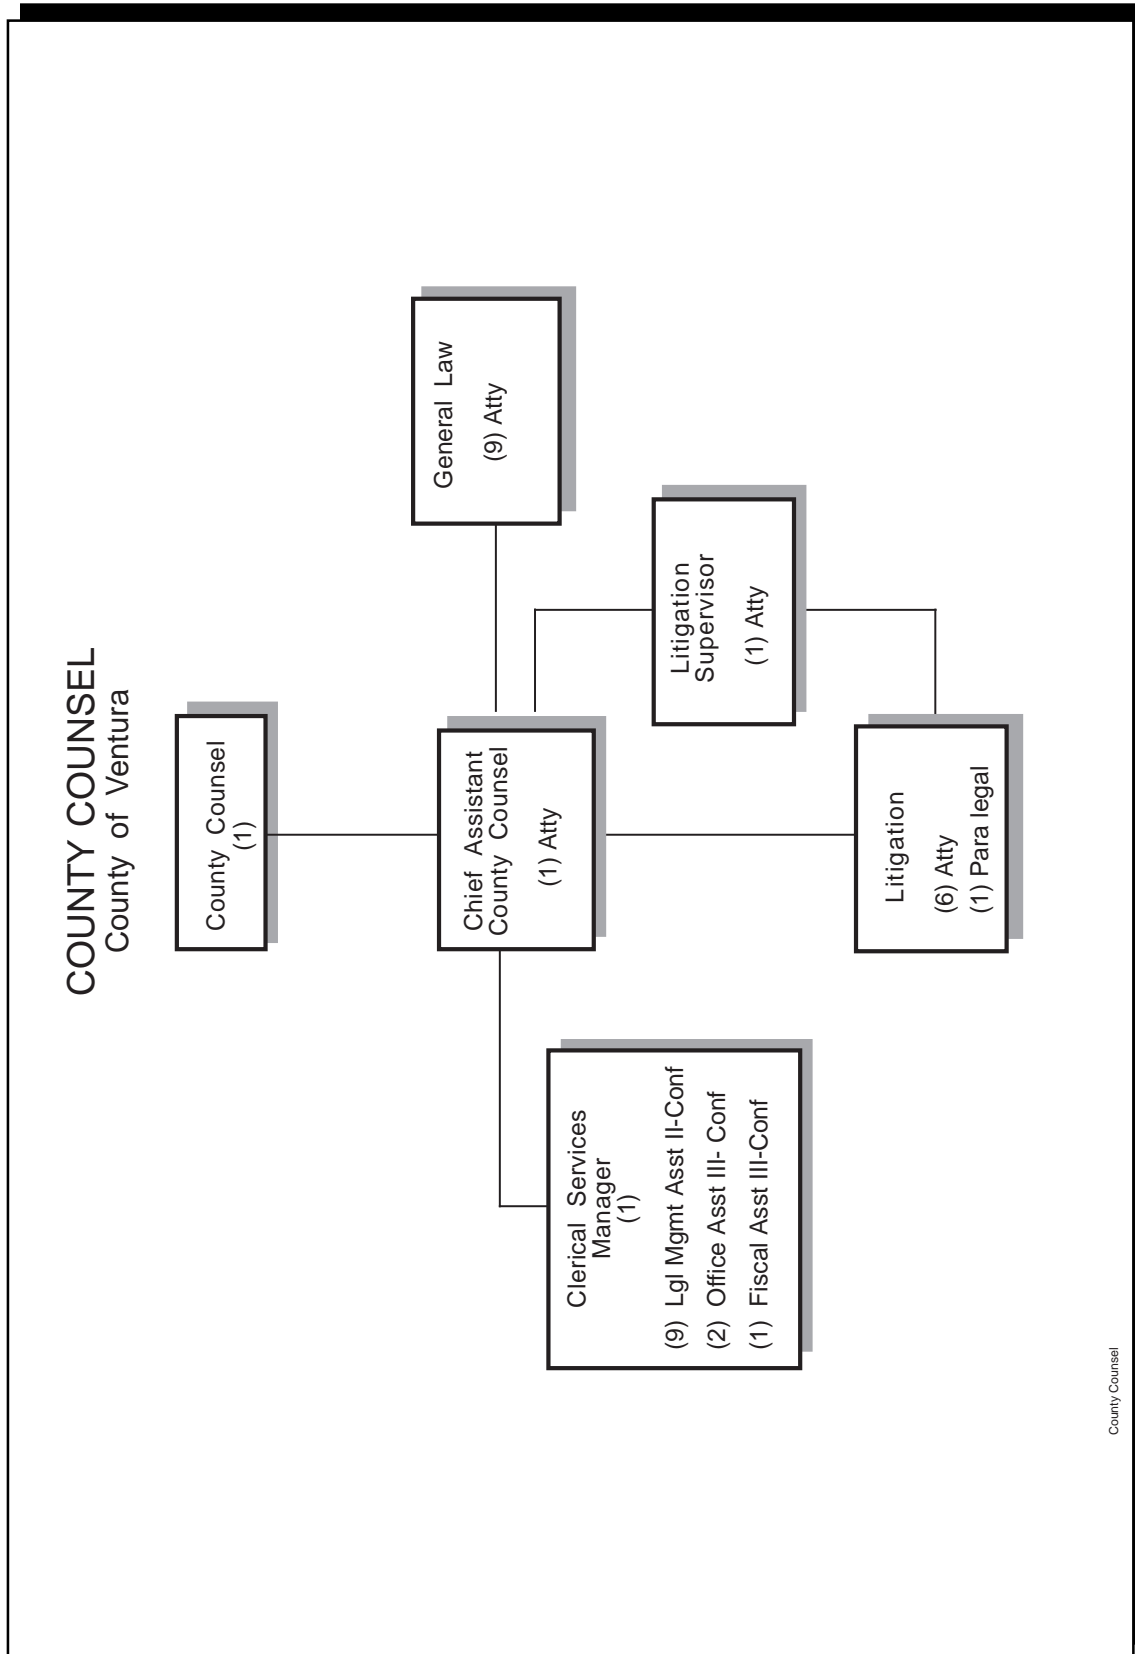 COUNTY COUNSEL
County of Ventura
County Counsel
(1)
Chief Assistant
County Counsel
(1) Atty
General Law
(9) Atty
Litigation
Supervisor
(1) Atty
Clerical Services
Manager
(1)
(9) Lgl Mgmt Asst II-Conf
(2) Office Asst III- Conf
(1) Fiscal Asst III-Conf
Litigation
(6) Atty
(1) Para legal
County Counsel